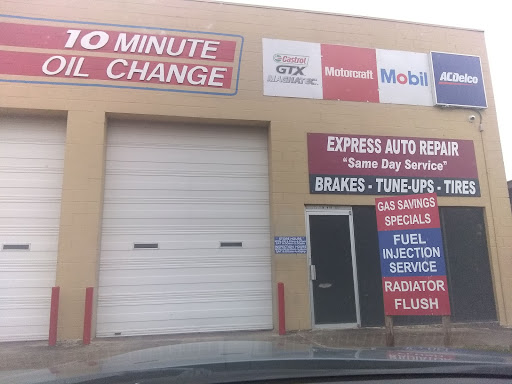 10 MINUTE
OIL CHANGE
Castrol
GTX
MAGNATEC
Motorcraft
Mobil
ACDelco
EXPRESS AUTO REPAIR
"Same Day Service"
BRAKES - TUNE-UPS - TIRES
GAS SAVINGS
SPECIALS
FUEL
INJECTION
SERVICE
RADIATOR
FLUSH